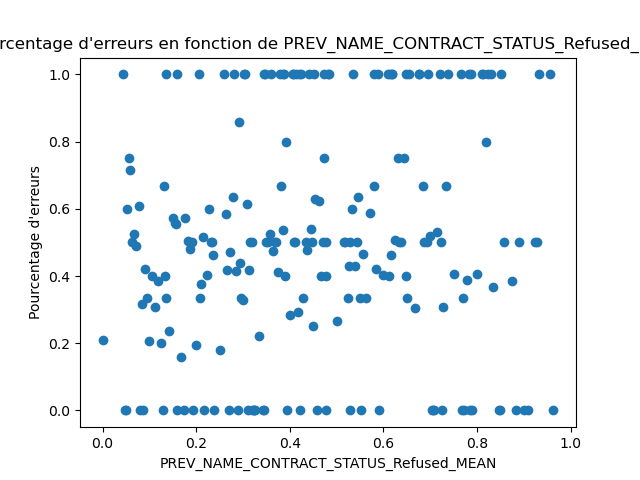 rcentage d'erreurs en fonction de PREV_NAME_CONTRACT_STATUS_Refused_
1.0
0.8
0.6
0.4
0.2
0.0
Pourcentage d'erreurs
0.0 0.2 0.4 0.6 0.8 1.0
PREV_NAME_CONTRACT_STATUS_Refused_MEAN